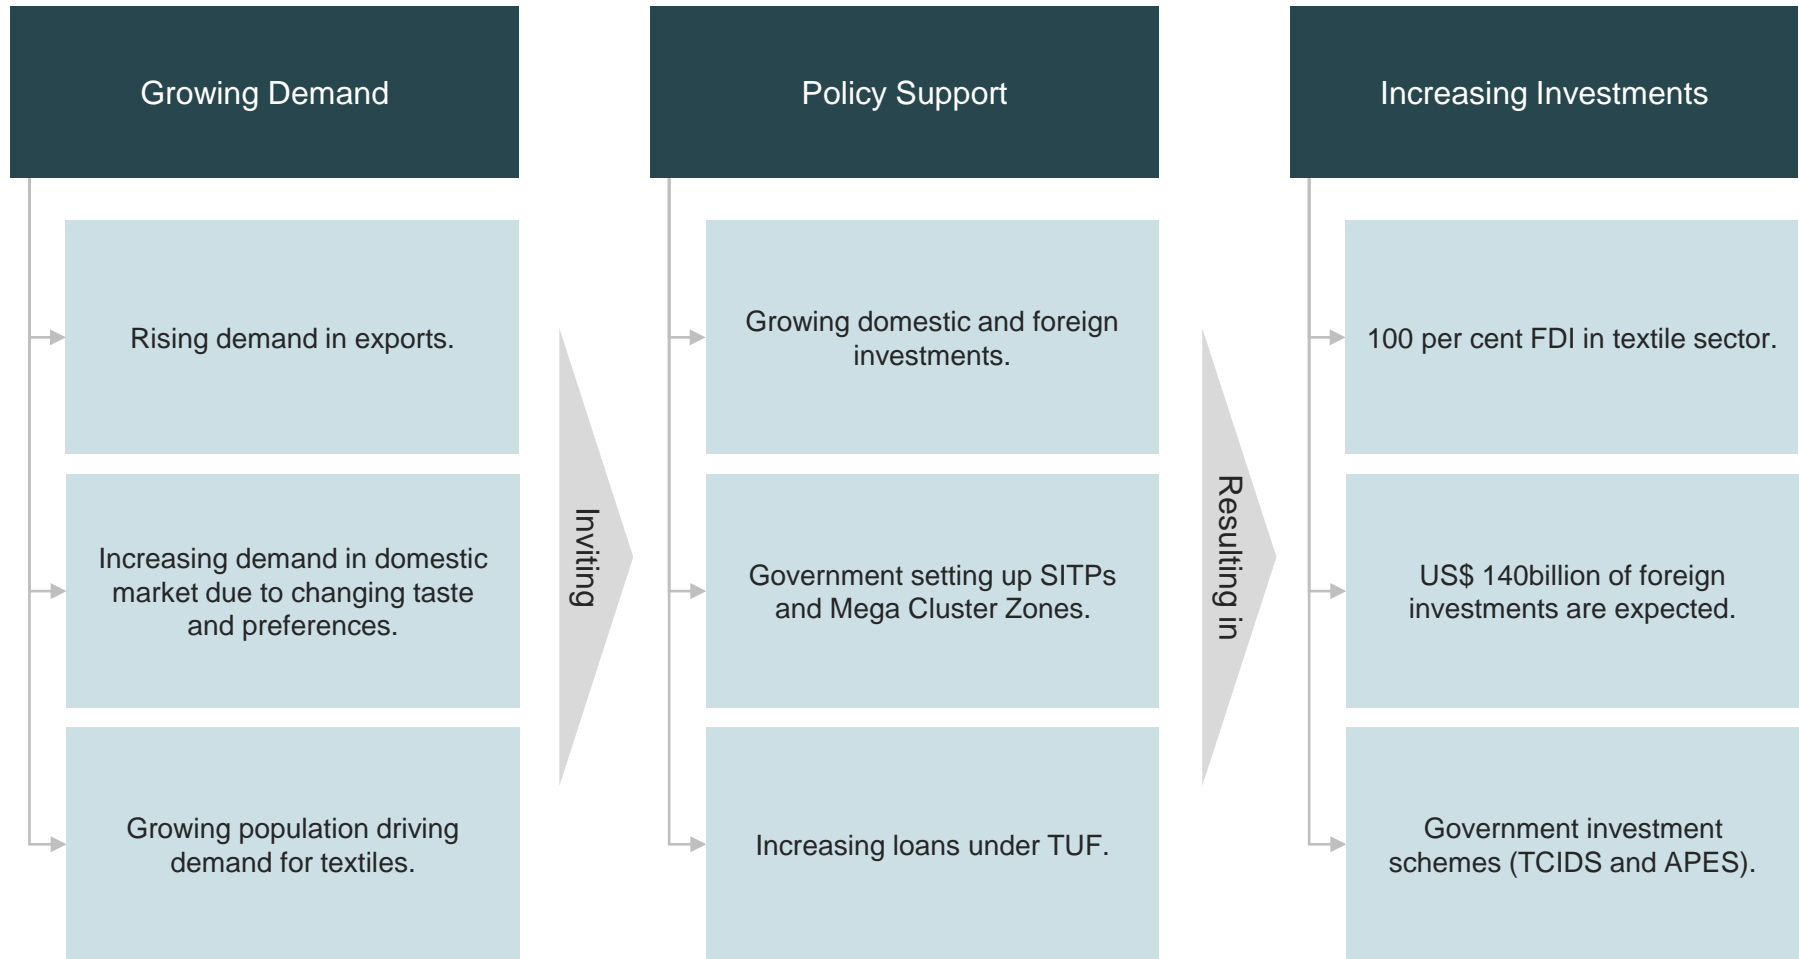 Growing Demand
Rising demand in exports.
Increasing demand in domestic
market due to changing taste
and preferences.
Growing population driving
demand for textiles.
Inviting
Policy Support
Growing domestic and foreign
investments.
Government setting up SITPs
and Mega Cluster Zones.
Increasing loans under TUF.
Resulting in
Increasing Investments
100 per cent FDI in textile sector.
US$ 140billion of foreign
investments are expected.
Government investment
schemes (TCIDS and APES).